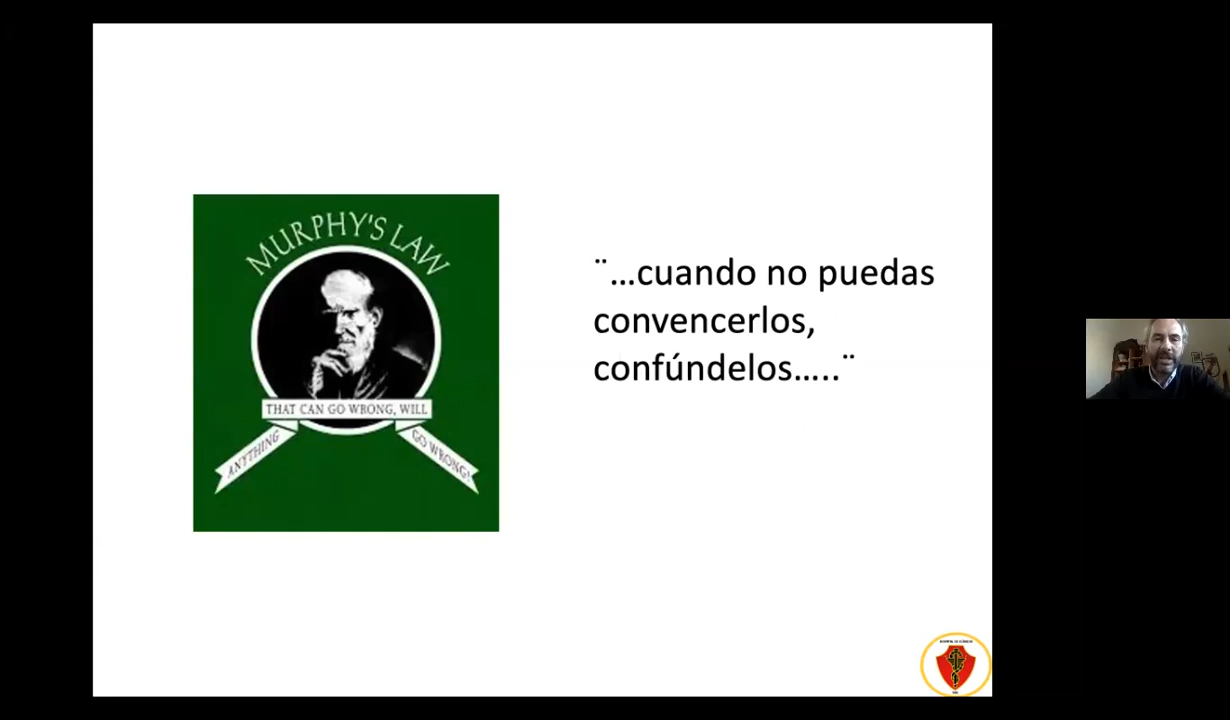 MURPHY'S LAW
ANYTHING
THAT CAN GO WRONG, WILL
GO WRONG!
¨…cuando no puedas
convencerlos,
confúndelos…..¨